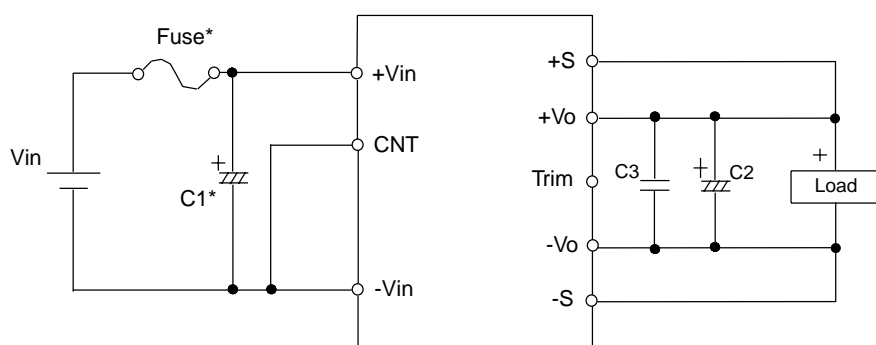 Fuse*
+Vin
CNT
Vin
+
C1*
-Vin
+S
+Vo
Trim
C3
+
C2
+
Load
-Vo
-S